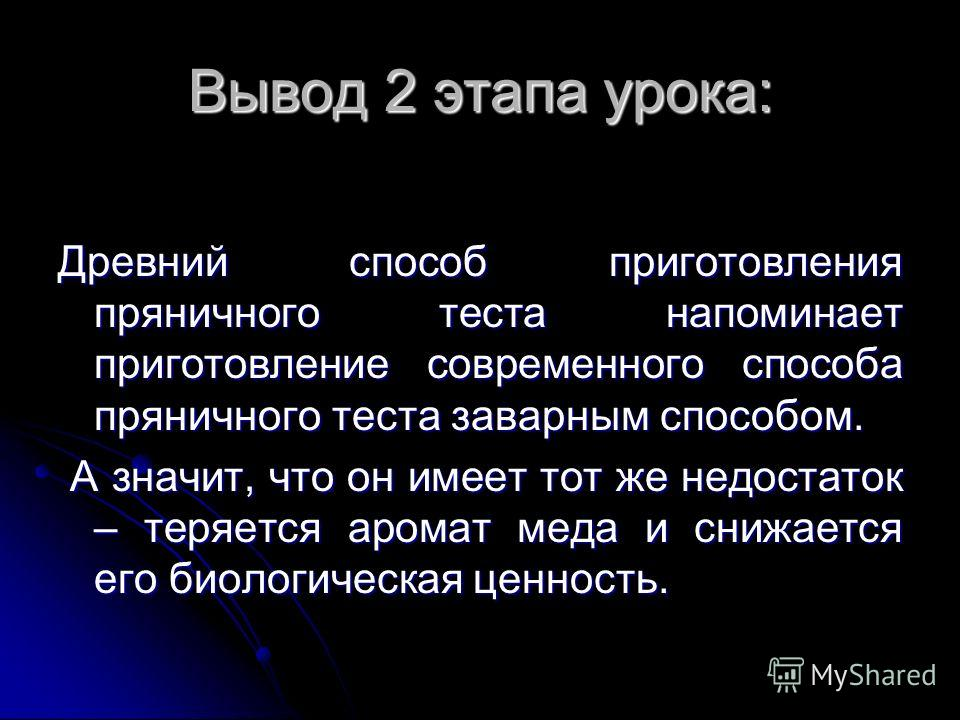 Вывод 2 этапа урока:
Древний способ приготовления
пряничного теста напоминает
приготовление современного способа
пряничного теста заварным способом.
А значит, что он имеет тот же недостаток
– теряется аромат меда и снижается
его биологическая ценность.
MyShared